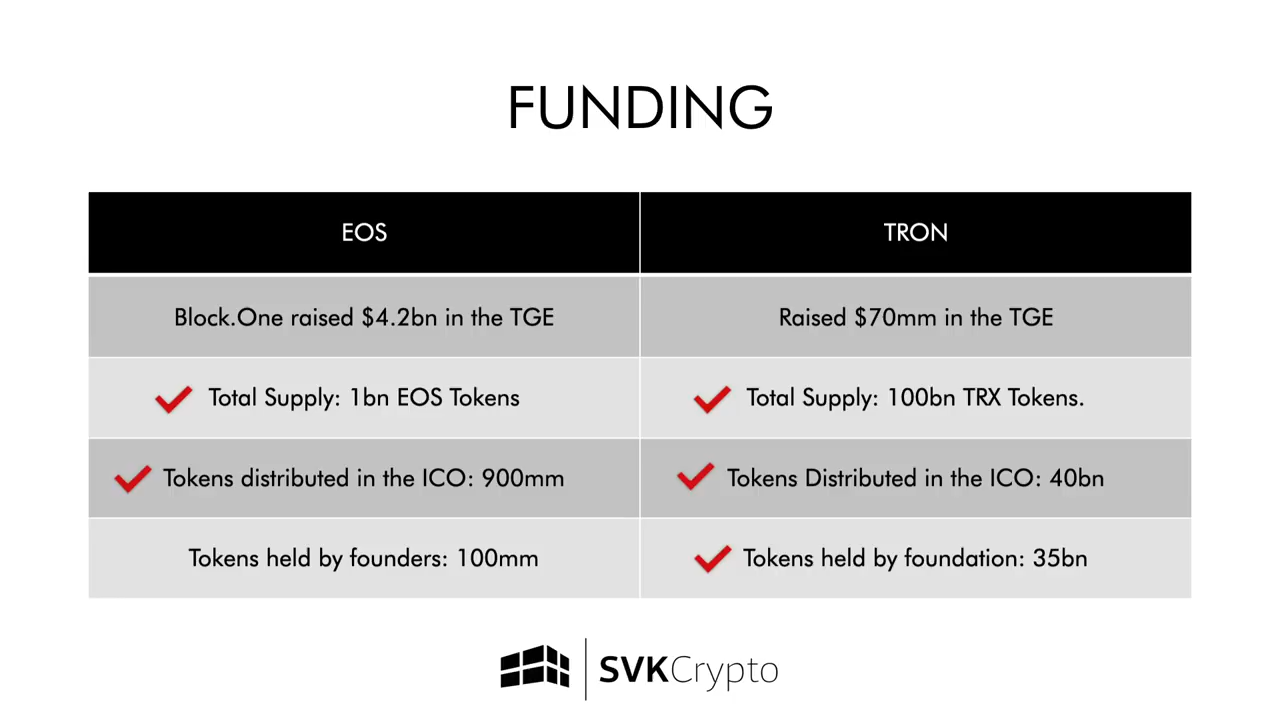 FUNDING
EOS
TRON
Block.One raised $4.2bn in the TGE
Raised $70mm in the TGE
Total Supply: 1bn EOS Tokens
Total Supply: 100bn TRX Tokens.
Tokens distributed in the ICO: 900mm
Tokens Distributed in the ICO: 40bn
Tokens held by founders: 100mm
Tokens held by foundation: 35bn
SVKCrypto